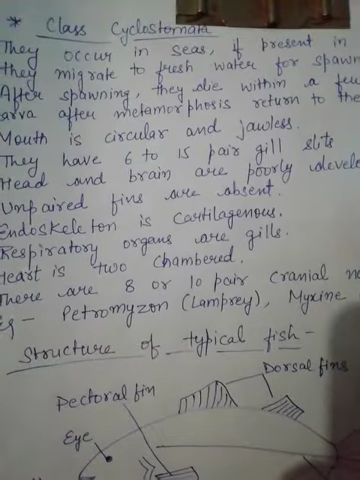 * Class Cyclostomata
They occur in seas, if present in
they migrate to fresh water for spawn
After spawning, they die within a few
arva after metamorphosis return to the
Mouth is circular and jawless.
They have 6 to 15 pair gill slits
Head and brain are poorly develo
Unpaired fins are absent.
Endoskeleton is cartilagenous.
Respiratory organs are gills.
Heart is two chambered.
There are 8 or 10 pair cranial n
Eg - Petromyzon (Lamprey), Myxine
Structure of typical fish -
Dorsal fins
Pectoral fin
Eye